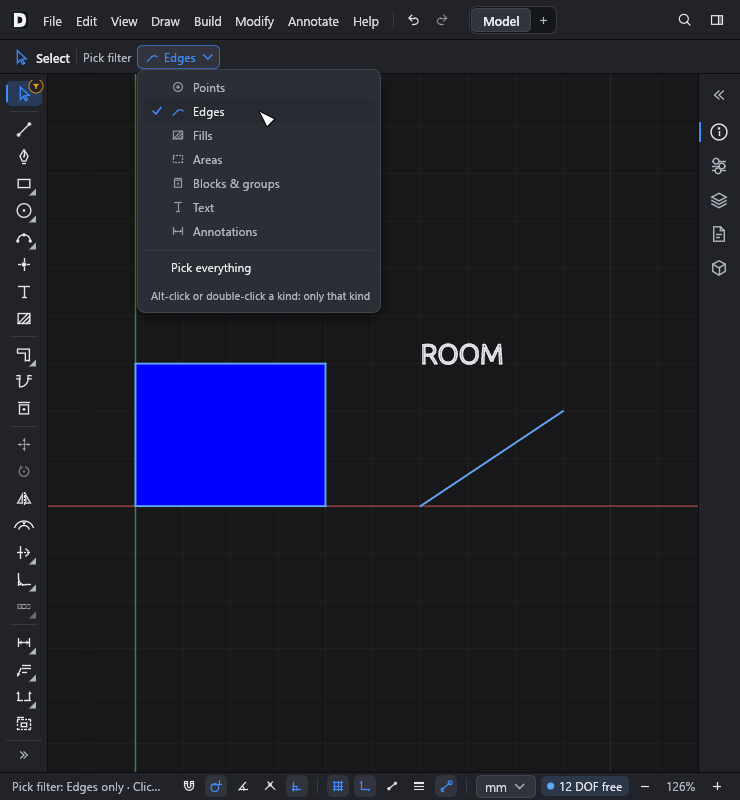 D File Edit View Draw Build Modify Annotate Help Model +
Select Pick filter Edges
Points
Edges
Fills
Areas
Blocks & groups
Text
Annotations
Pick everything
Alt-click or double-click a kind: only that kind
ROOM
Pick filter: Edges only · Clic... mm 12 DOF free − 126% +